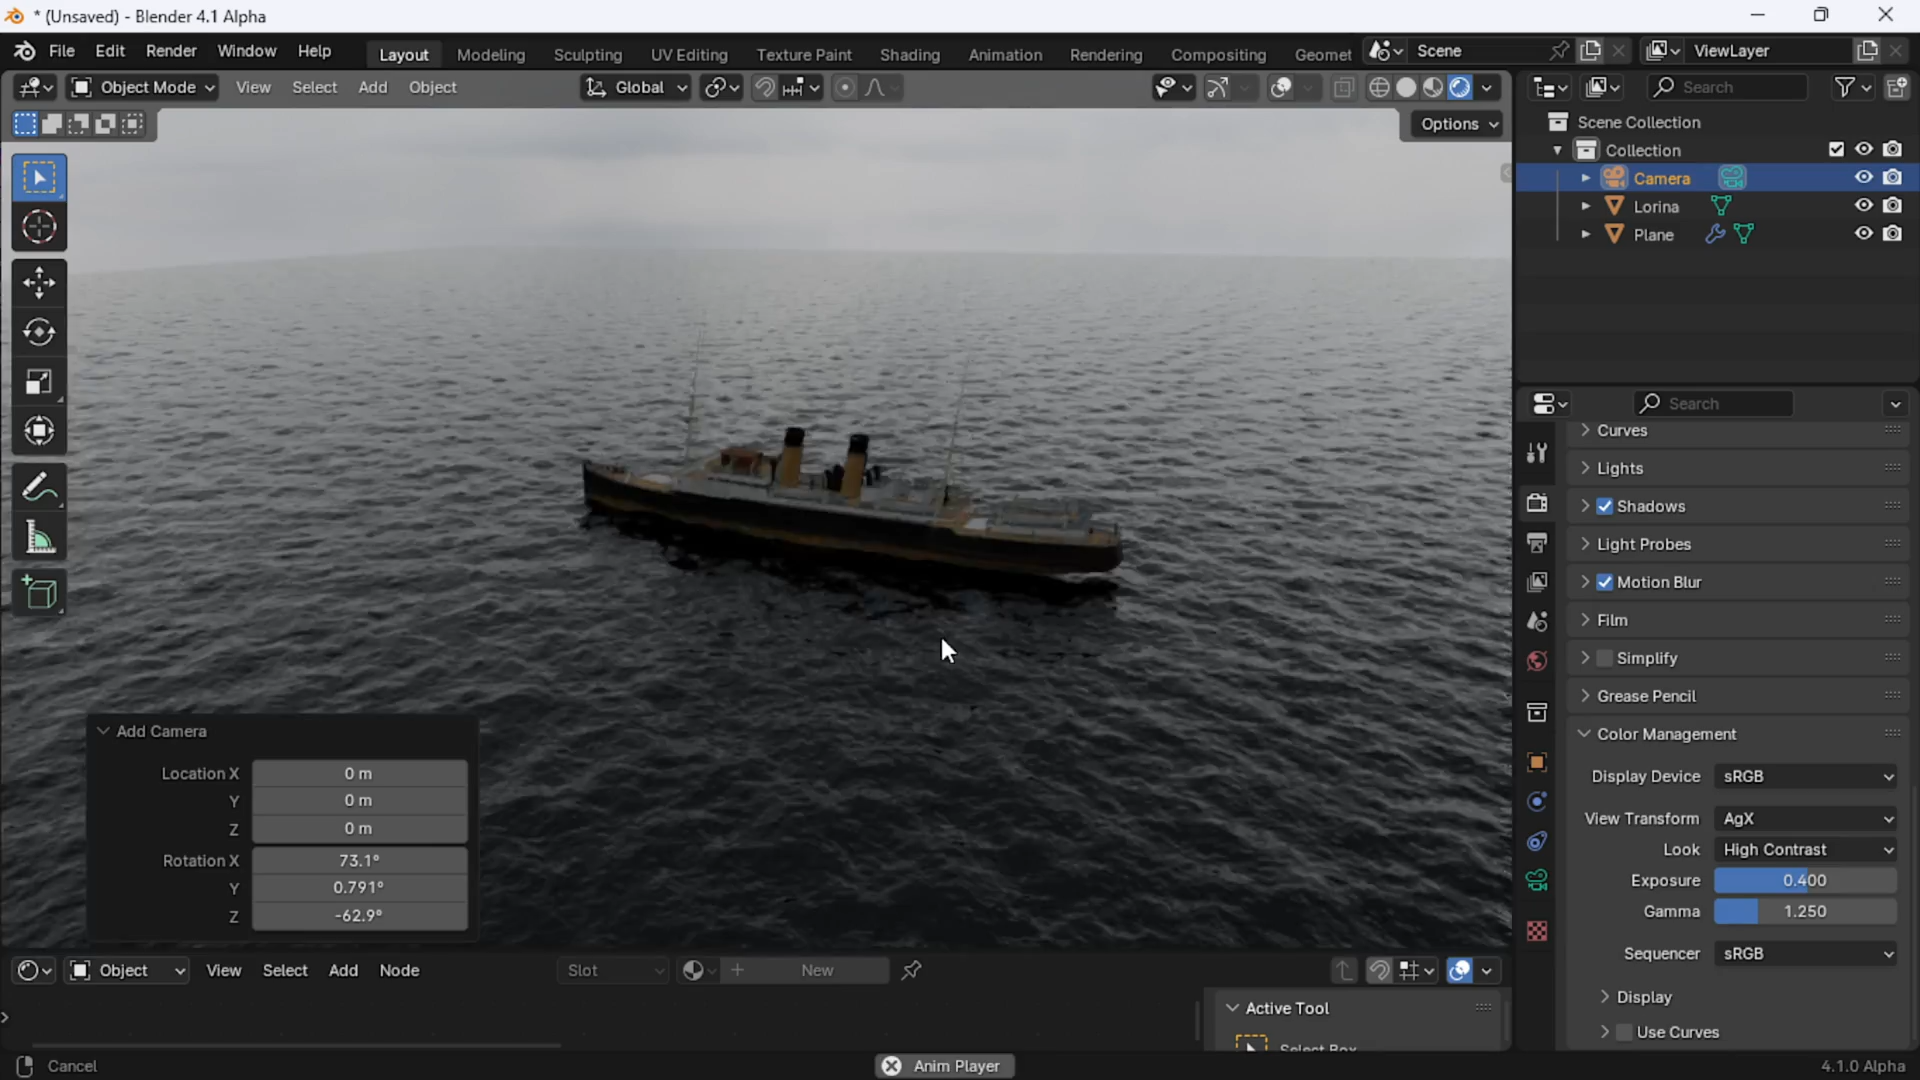 * (Unsaved) - Blender 4.1 Alpha
File Edit Render Window Help Layout Modeling Sculpting UV Editing Texture Paint Shading Animation Rendering Compositing Geomet Scene ViewLayer
Object Mode View Select Add Object Global Search
Options
Scene Collection
Collection
Camera
Lorina
Plane
Search
Curves
Lights
Shadows
Light Probes
Motion Blur
Film
Simplify
Grease Pencil
Color Management
Display Device sRGB
View Transform AgX
Look High Contrast
Exposure 0.400
Gamma 1.250
Sequencer sRGB
Display
Use Curves
Add Camera
Location X 0 m
Y 0 m
Z 0 m
Rotation X 73.1°
Y 0.791°
Z -62.9°
Object View Select Add Node Slot New
Active Tool
Select Box
Cancel Anim Player 4.1.0 Alpha